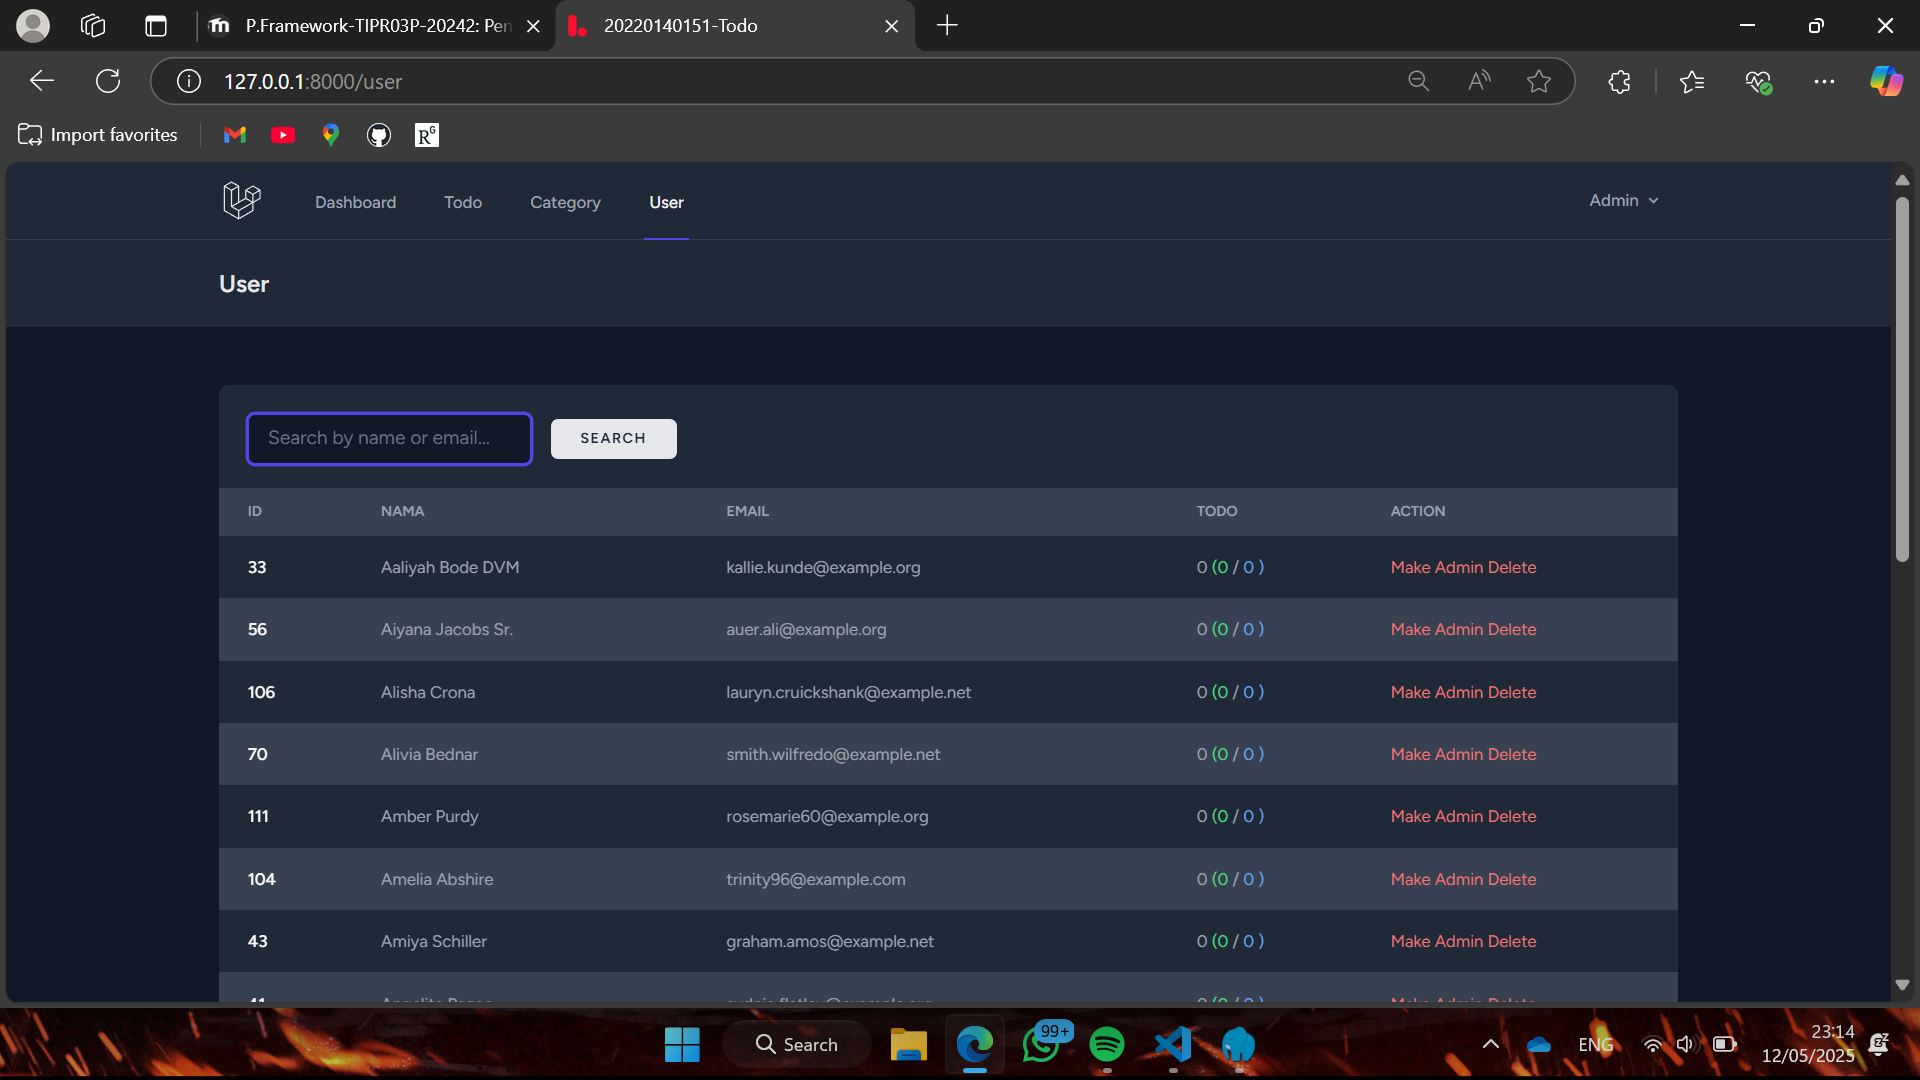 P.Framework-TIPR03P-20242: Pen
20220140151-Todo
127.0.0.1:8000/user
Import favorites
Dashboard
Todo
Category
User
Admin
User
Search by name or email...
SEARCH
ID NAMA EMAIL TODO ACTION
33 Aaliyah Bode DVM kallie.kunde@example.org 0 (0 / 0 ) Make Admin Delete
56 Aiyana Jacobs Sr. auer.ali@example.org 0 (0 / 0 ) Make Admin Delete
106 Alisha Crona lauryn.cruickshank@example.net 0 (0 / 0 ) Make Admin Delete
70 Alivia Bednar smith.wilfredo@example.net 0 (0 / 0 ) Make Admin Delete
111 Amber Purdy rosemarie60@example.org 0 (0 / 0 ) Make Admin Delete
104 Amelia Abshire trinity96@example.com 0 (0 / 0 ) Make Admin Delete
43 Amiya Schiller graham.amos@example.net 0 (0 / 0 ) Make Admin Delete
Search
99+
ENG
23:14
12/05/2025